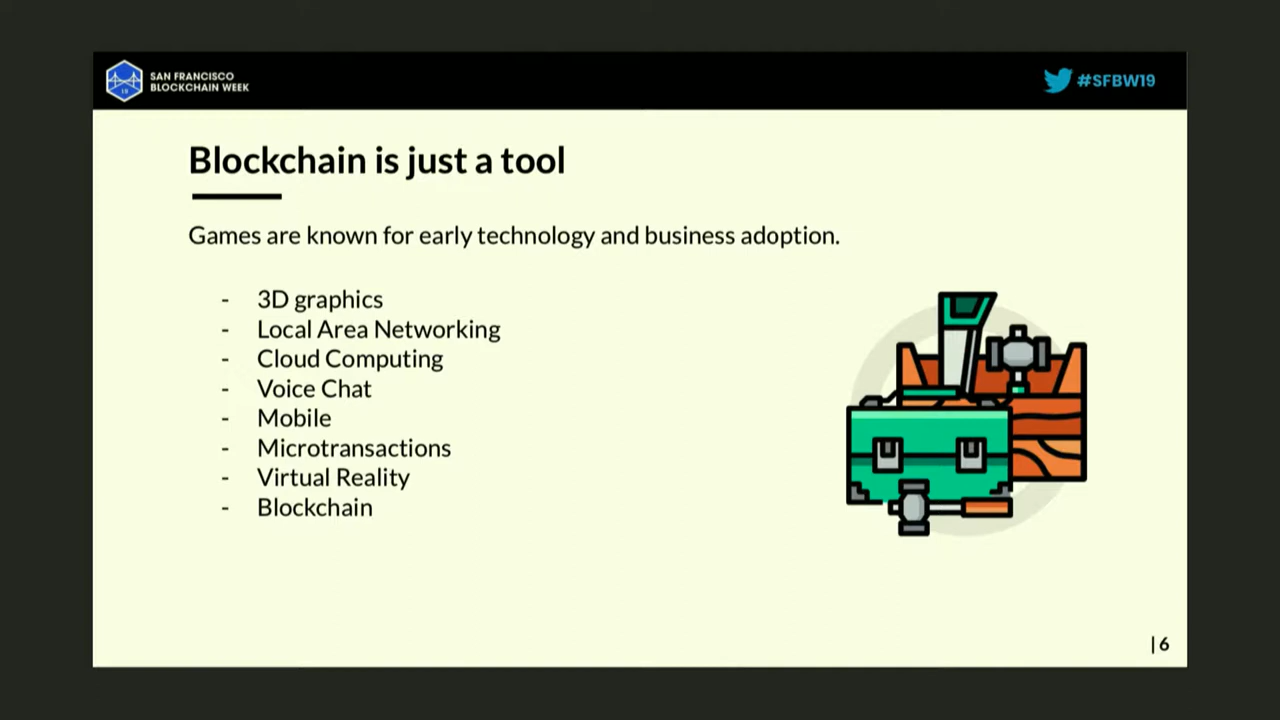 SAN FRANCISCO
BLOCKCHAIN WEEK
#SFBW19
Blockchain is just a tool
Games are known for early technology and business adoption.
- 3D graphics
- Local Area Networking
- Cloud Computing
- Voice Chat
- Mobile
- Microtransactions
- Virtual Reality
- Blockchain
| 6